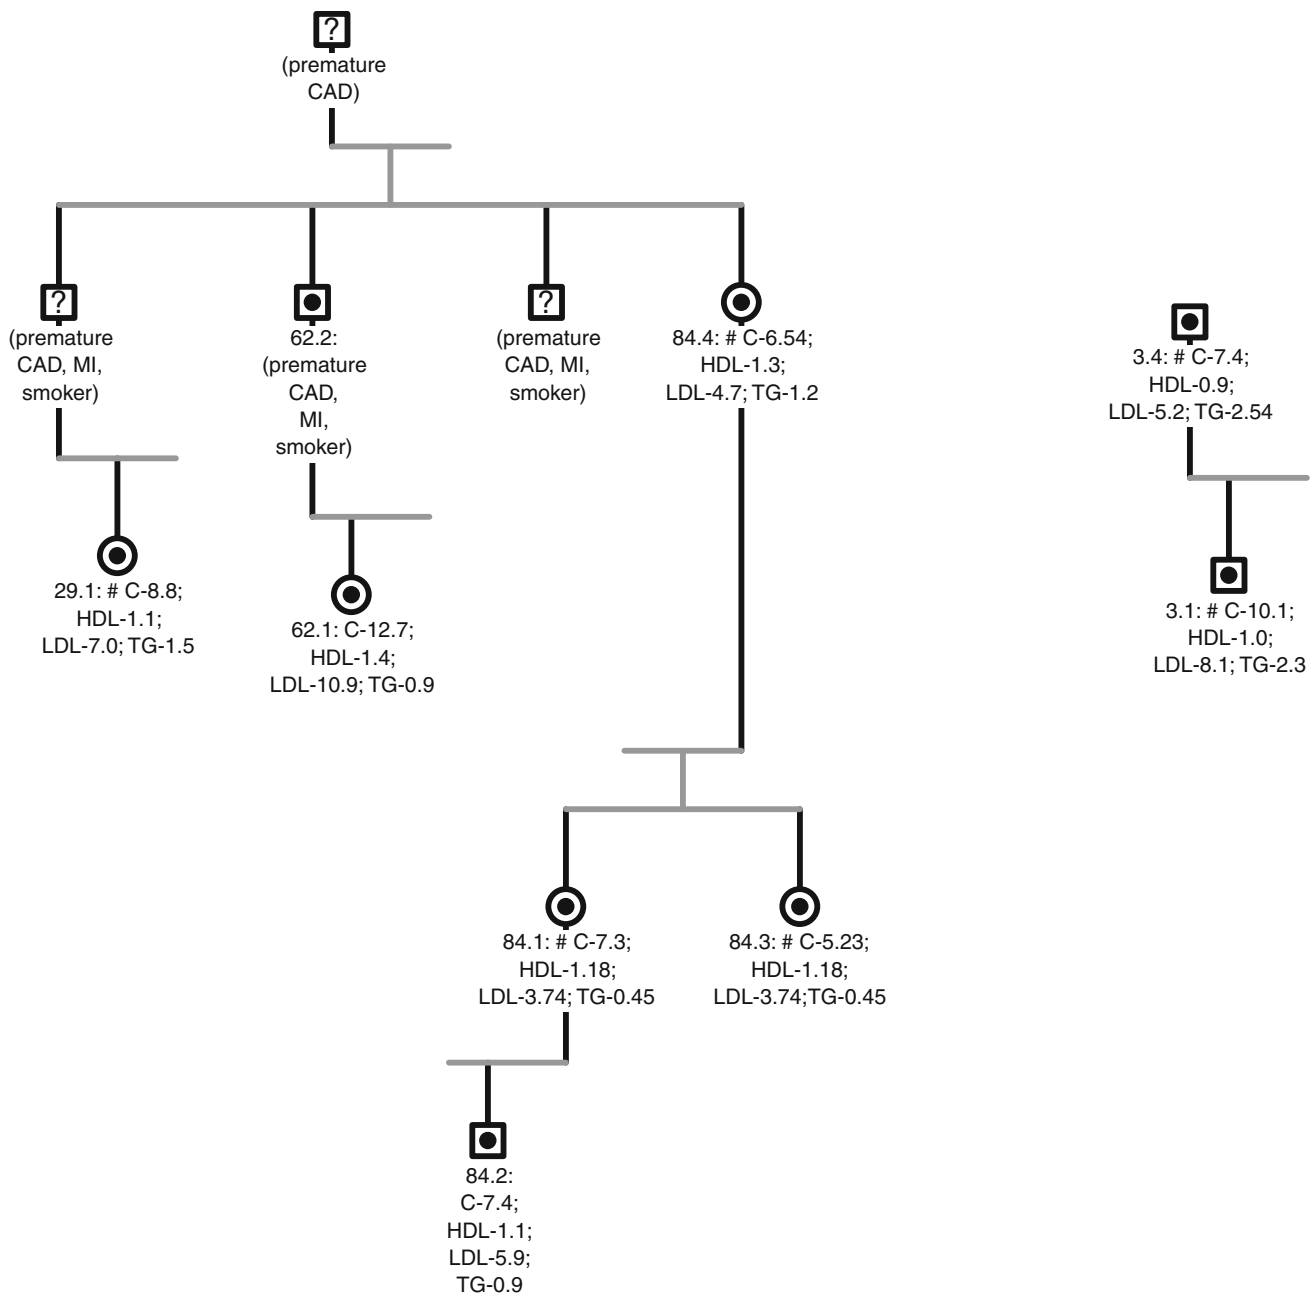 ?
(premature
CAD)
?
(premature
CAD, MI,
smoker)
62.2:
(premature
CAD,
MI,
smoker)
?
(premature
CAD, MI,
smoker)
84.4: # C-6.54;
HDL-1.3;
LDL-4.7; TG-1.2
3.4: # C-7.4;
HDL-0.9;
LDL-5.2; TG-2.54
29.1: # C-8.8;
HDL-1.1;
LDL-7.0; TG-1.5
62.1: C-12.7;
HDL-1.4;
LDL-10.9; TG-0.9
3.1: # C-10.1;
HDL-1.0;
LDL-8.1; TG-2.3
84.1: # C-7.3;
HDL-1.18;
LDL-3.74; TG-0.45
84.3: # C-5.23;
HDL-1.18;
LDL-3.74;TG-0.45
84.2:
C-7.4;
HDL-1.1;
LDL-5.9;
TG-0.9